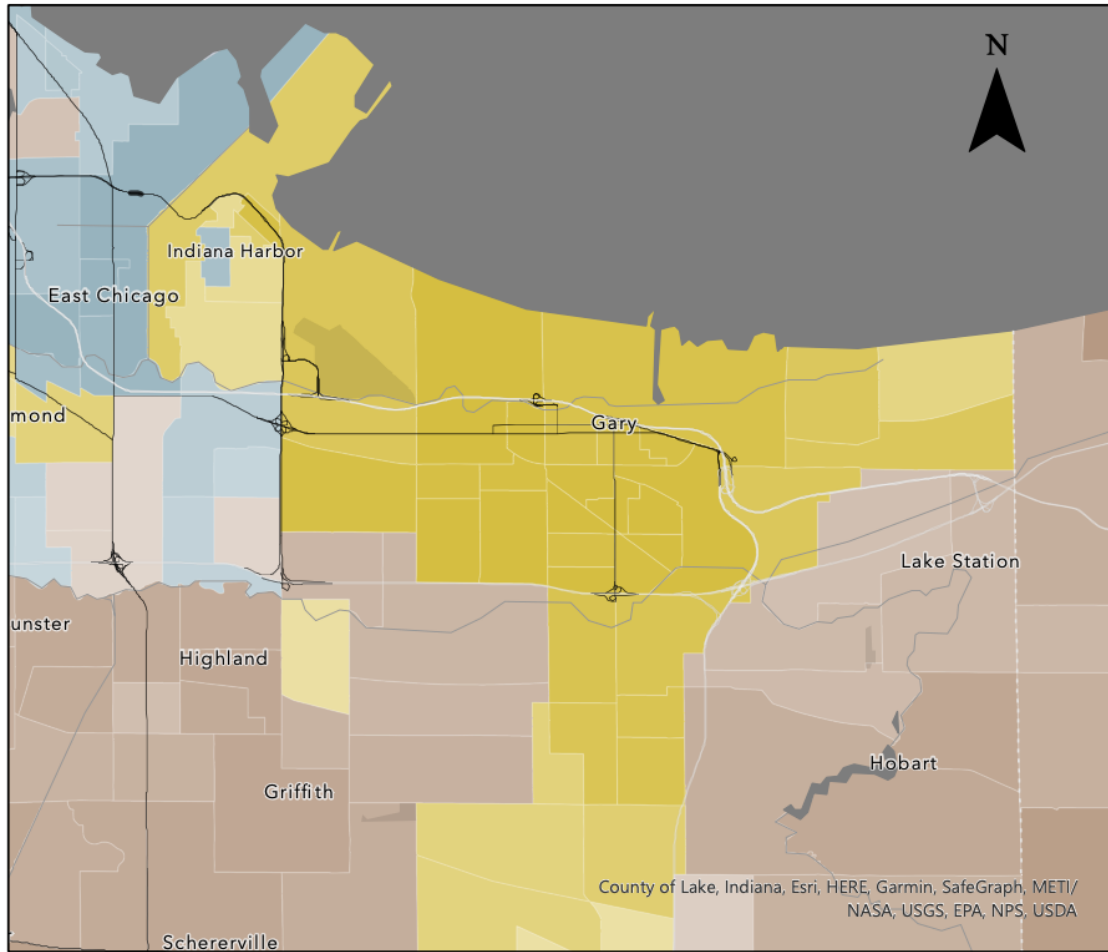 N
Indiana Harbor
East Chicago
mond
Gary
Lake Station
unster
Highland
Hobart
Griffith
County of Lake, Indiana, Esri, HERE, Garmin, SafeGraph, METI/
NASA, USGS, EPA, NPS, USDA
Schererville